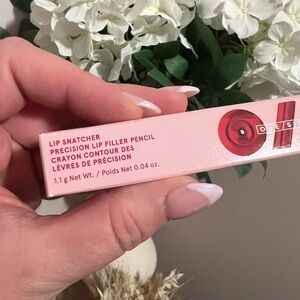 LIP SNATCHER
PRECISION LIP FILLER PENCIL
CRAYON CONTOUR DES
LÈVRES DE PRÉCISION
1.1 g Net Wt. / Poids Net 0.04 oz.